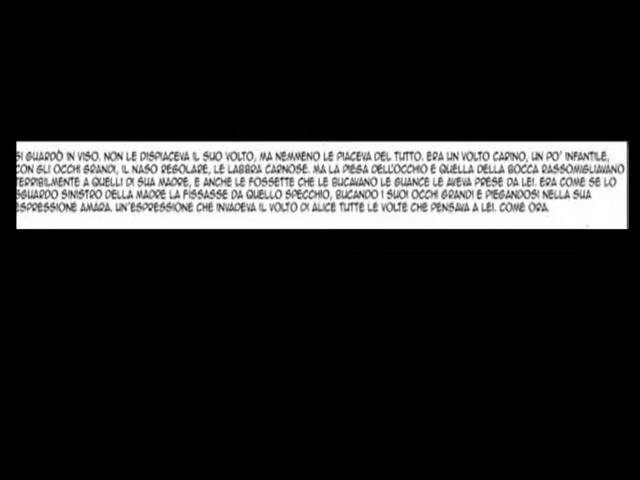 SI GUARDÒ IN VISO. NON LE DISPIACEVA IL SUO VOLTO, MA NEMMENO LE PIACEVA DEL TUTTO. ERA UN VOLTO CARINO, UN PO' INFANTILE,
CON GLI OCCHI GRANDI, IL NASO REGOLARE, LE LABBRA CARNOSE. MA LA PIEGA DELL'OCCHIO E QUELLA DELLA BOCCA RASSOMIGLIAVANO
TERRIBILMENTE A QUELLI DI SUA MADRE, E ANCHE LE FOSSETTE CHE LE BUCAVANO LE GUANCE LE AVEVA PRESE DA LEI. ERA COME SE LO
SGUARDO SINISTRO DELLA MADRE LA FISSASSE DA QUELLO SPECCHIO, BUCANDO I SUOI OCCHI GRANDI E PIEGANDOSI NELLA SUA
ESPRESSIONE AMARA. UN'ESPRESSIONE CHE INVADEVA IL VOLTO DI ALICE TUTTE LE VOLTE CHE PENSAVA A LEI. COME ORA.